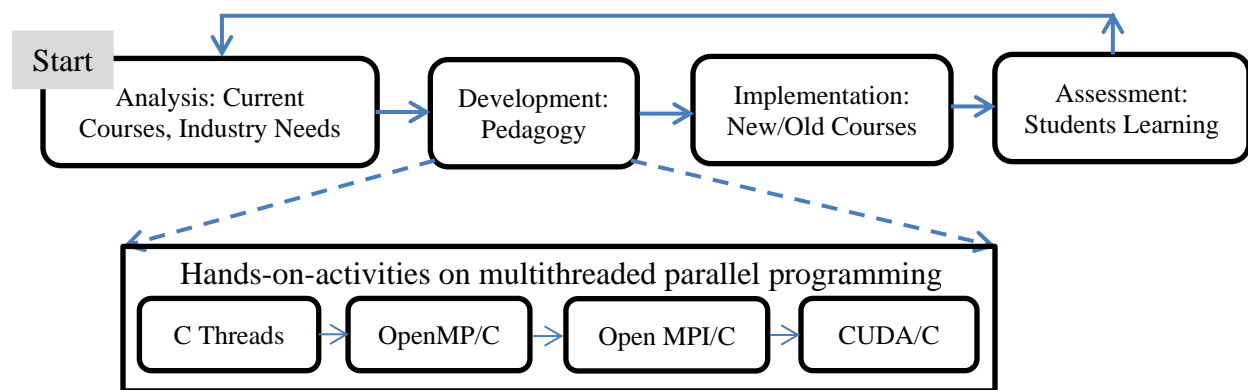 Start
Analysis: Current
Courses, Industry Needs
Development:
Pedagogy
Implementation:
New/Old Courses
Assessment:
Students Learning
Hands-on-activities on multithreaded parallel programming
C Threads
OpenMP/C
Open MPI/C
CUDA/C